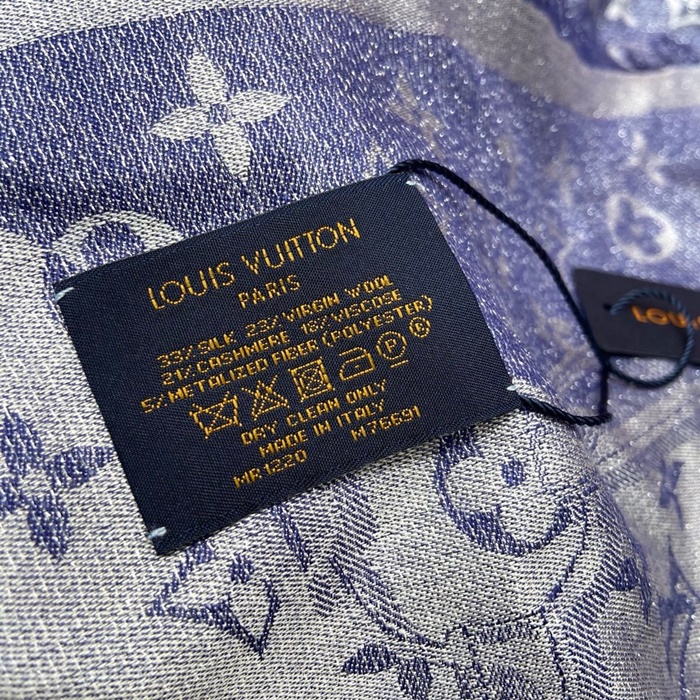 LOUIS VUITTON
PARIS
33% SILK 23% VIRGIN WOOL
21% CASHMERE 18% VISCOSE
5% METALIZED FIBER (POLYESTER)
P
DRY CLEAN ONLY
MADE IN ITALY
MR1220 M76691
LOU